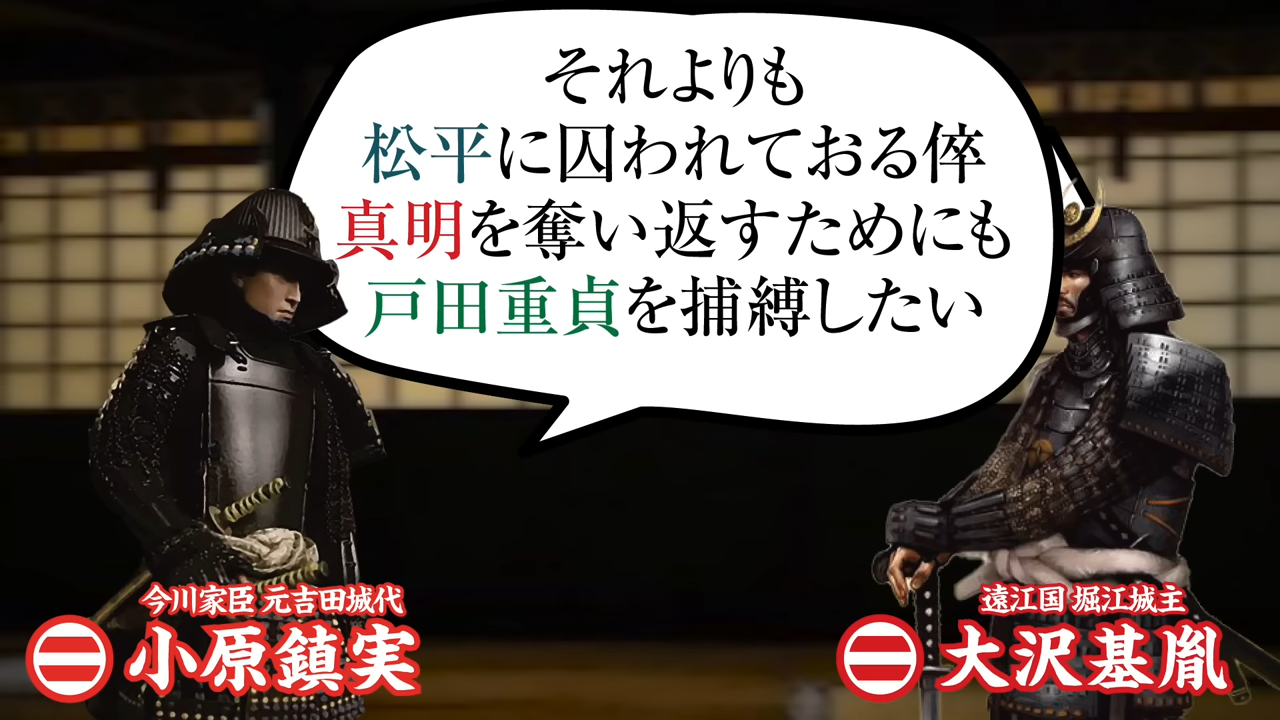 それよりも
松平に囚われておる倅
真明を奪い返すためにも
戸田重貞を捕縛したい
今川家臣 元吉田城代
小原鎮実
遠江国 堀江城主
大沢基胤